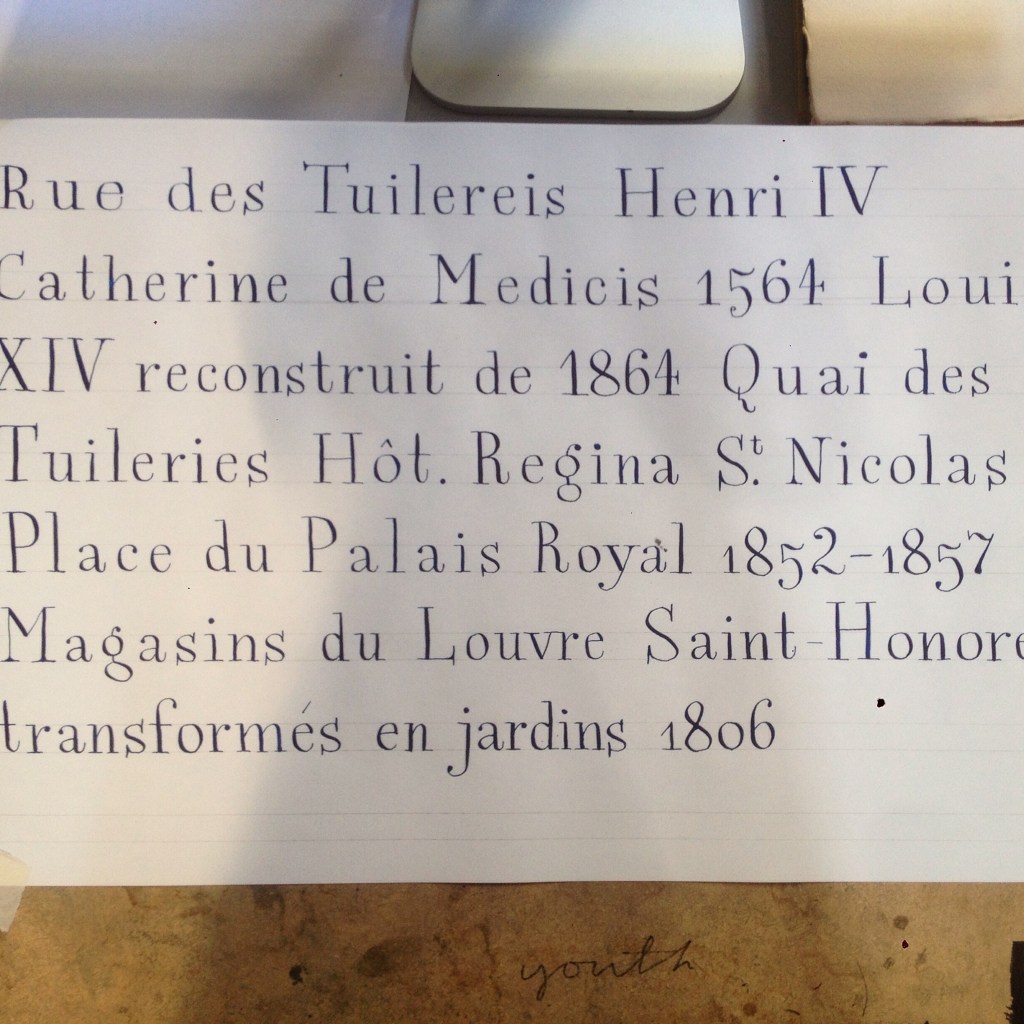 Rue des Tuilereis Henri IV
Catherine de Medicis 1564 Loui
XIV reconstruit de 1864 Quai des
Tuileries Hôt. Regina St. Nicolas
Place du Palais Royal 1852-1857
Magasins du Louvre Saint-Honore
transformés en jardins 1806
youth